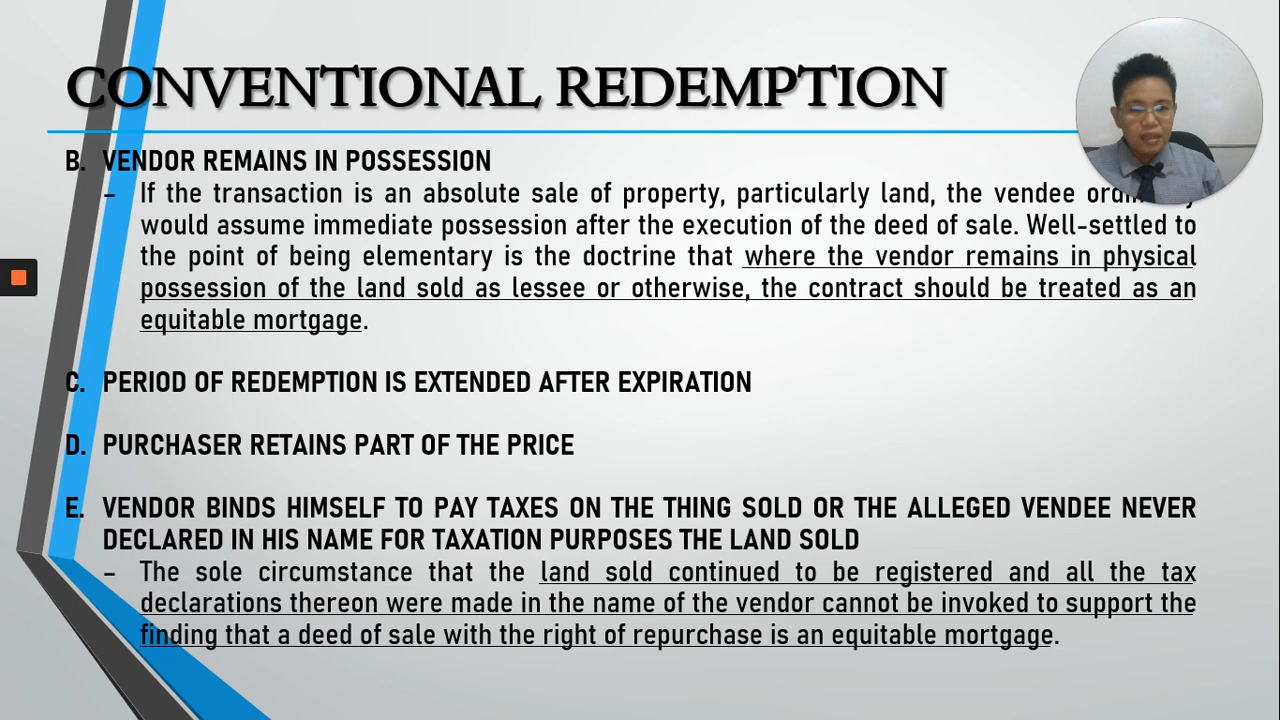 CONVENTIONAL REDEMPTION
B. VENDOR REMAINS IN POSSESSION
– If the transaction is an absolute sale of property, particularly land, the vendee
would assume immediate possession after the execution of the deed of sale. Well-settled to
the point of being elementary is the doctrine that where the vendor remains in physical
possession of the land sold as lessee or otherwise, the contract should be treated as an
equitable mortgage.
C. PERIOD OF REDEMPTION IS EXTENDED AFTER EXPIRATION
D. PURCHASER RETAINS PART OF THE PRICE
E. VENDOR BINDS HIMSELF TO PAY TAXES ON THE THING SOLD OR THE ALLEGED VENDEE NEVER
DECLARED IN HIS NAME FOR TAXATION PURPOSES THE LAND SOLD
– The sole circumstance that the land sold continued to be registered and all the tax
declarations thereon were made in the name of the vendor cannot be invoked to support the
finding that a deed of sale with the right of repurchase is an equitable mortgage.